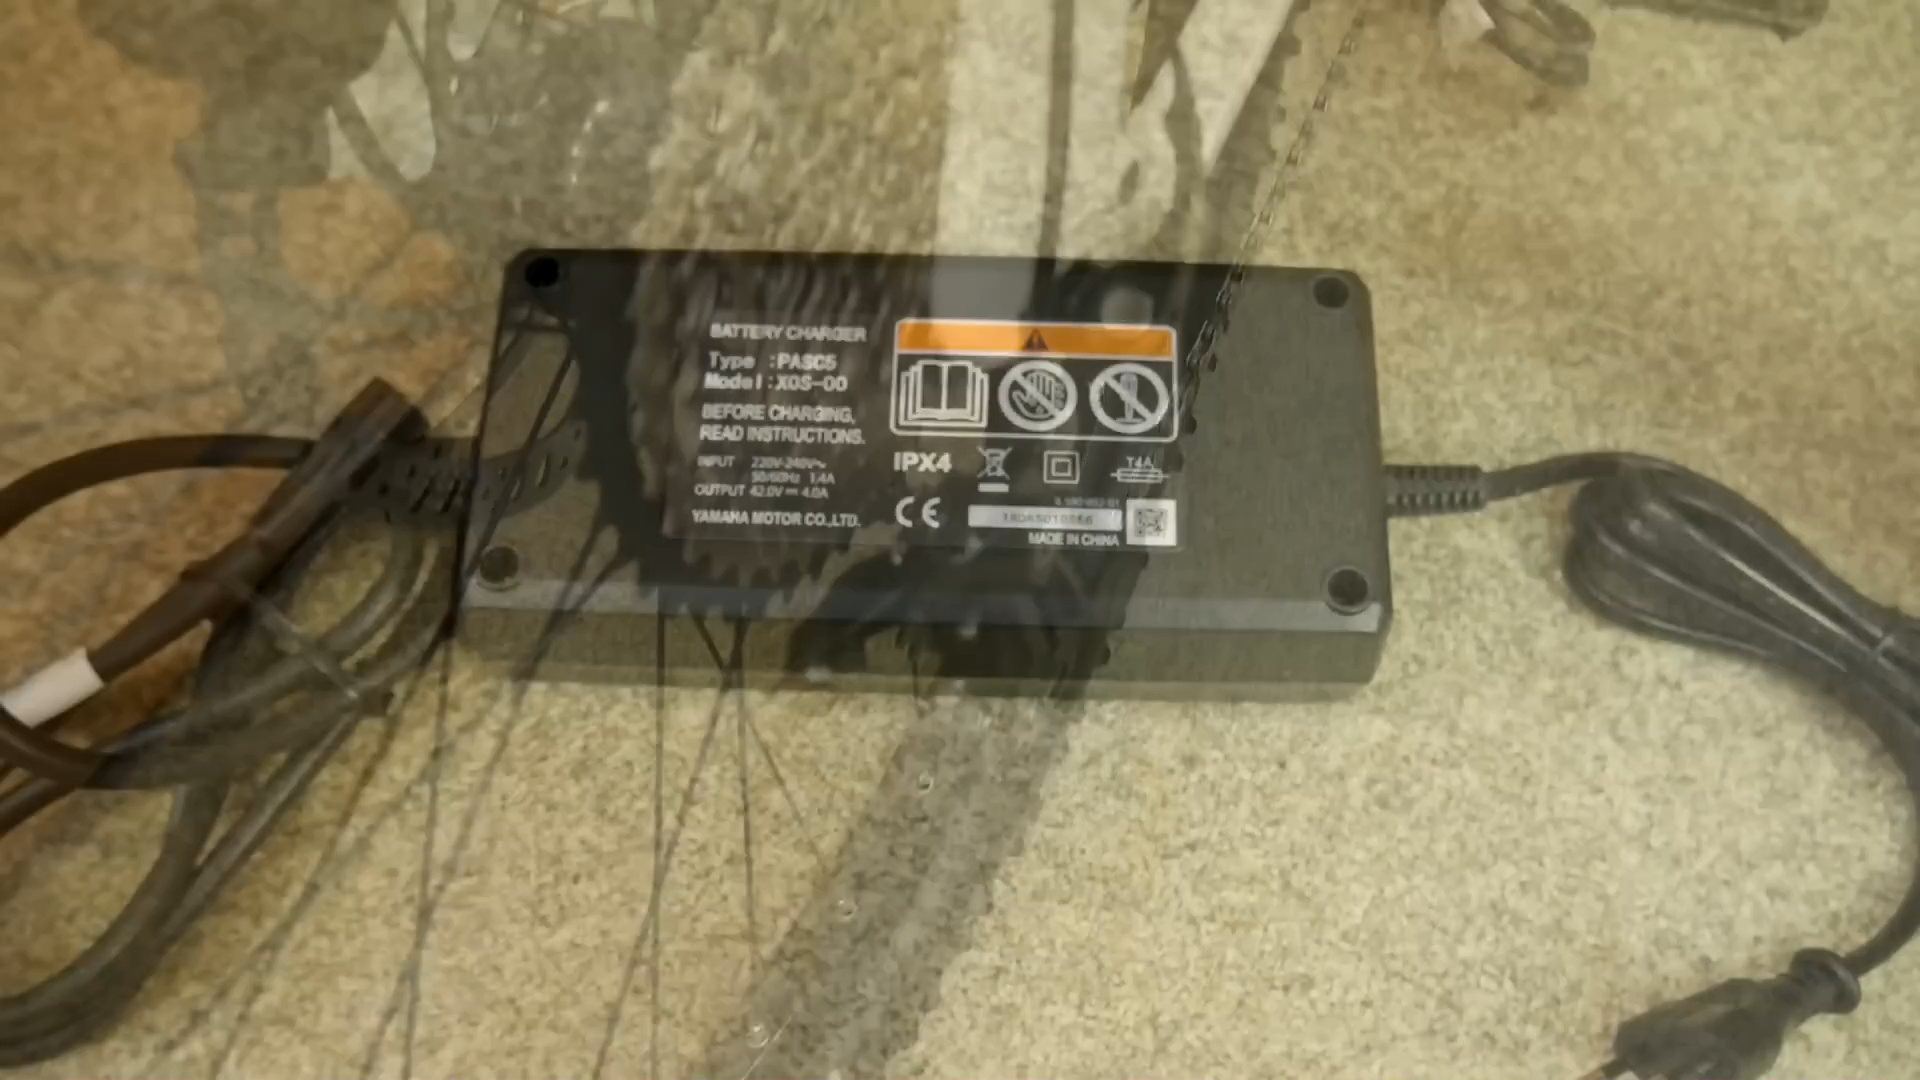 BATTERY CHARGER
Type :PASC5
Model:X0S-00
BEFORE CHARGING,
READ INSTRUCTIONS.
INPUT 220V-240V~
50/60Hz 1.4A
OUTPUT 42.0V 4.0A
YAMAHA MOTOR CO.,LTD.
IPX4
T4A
CE
MADE IN CHINA